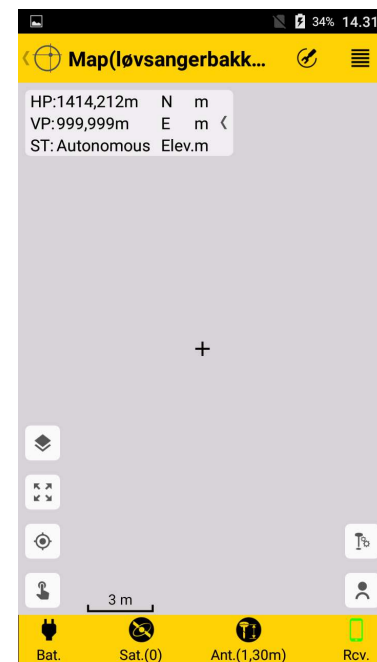 34% 14.31
Map(løvsangerbakk...
HP:1414,212m N m
VP:999,999m E m
ST:Autonomous Elev.m
3 m
Bat. Sat.(0) Ant.(1,30m) Rcv.